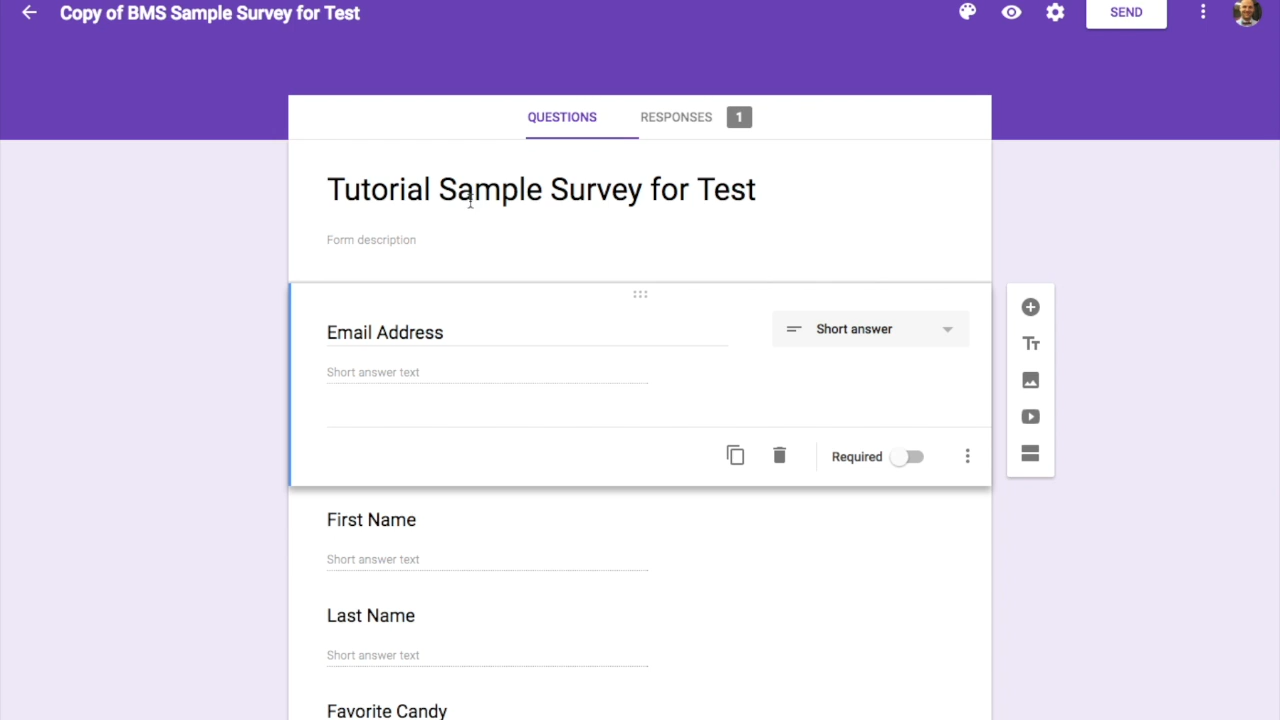 Copy of BMS Sample Survey for Test
SEND
QUESTIONS
RESPONSES 1
Tutorial Sample Survey for Test
Form description
Email Address
Short answer
Short answer text
Required
First Name
Short answer text
Last Name
Short answer text
Favorite Candy